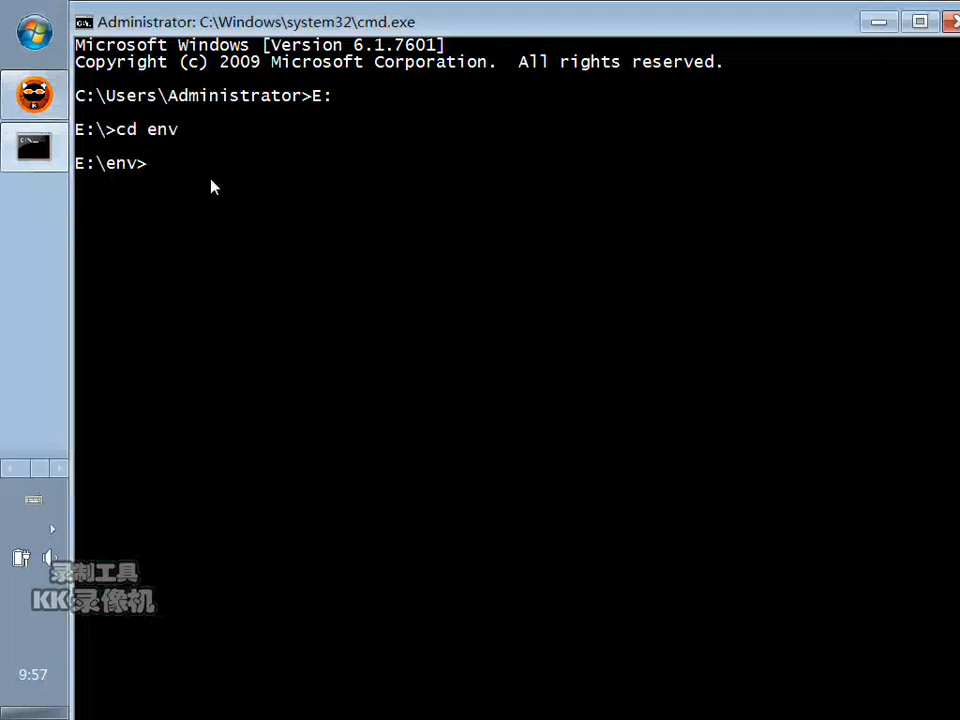 Administrator: C:\Windows\system32\cmd.exe
Microsoft Windows [Version 6.1.7601]
Copyright (c) 2009 Microsoft Corporation.  All rights reserved.
C:\Users\Administrator>E:
E:\>cd env
E:\env>
录制工具
KK录像机
9:57